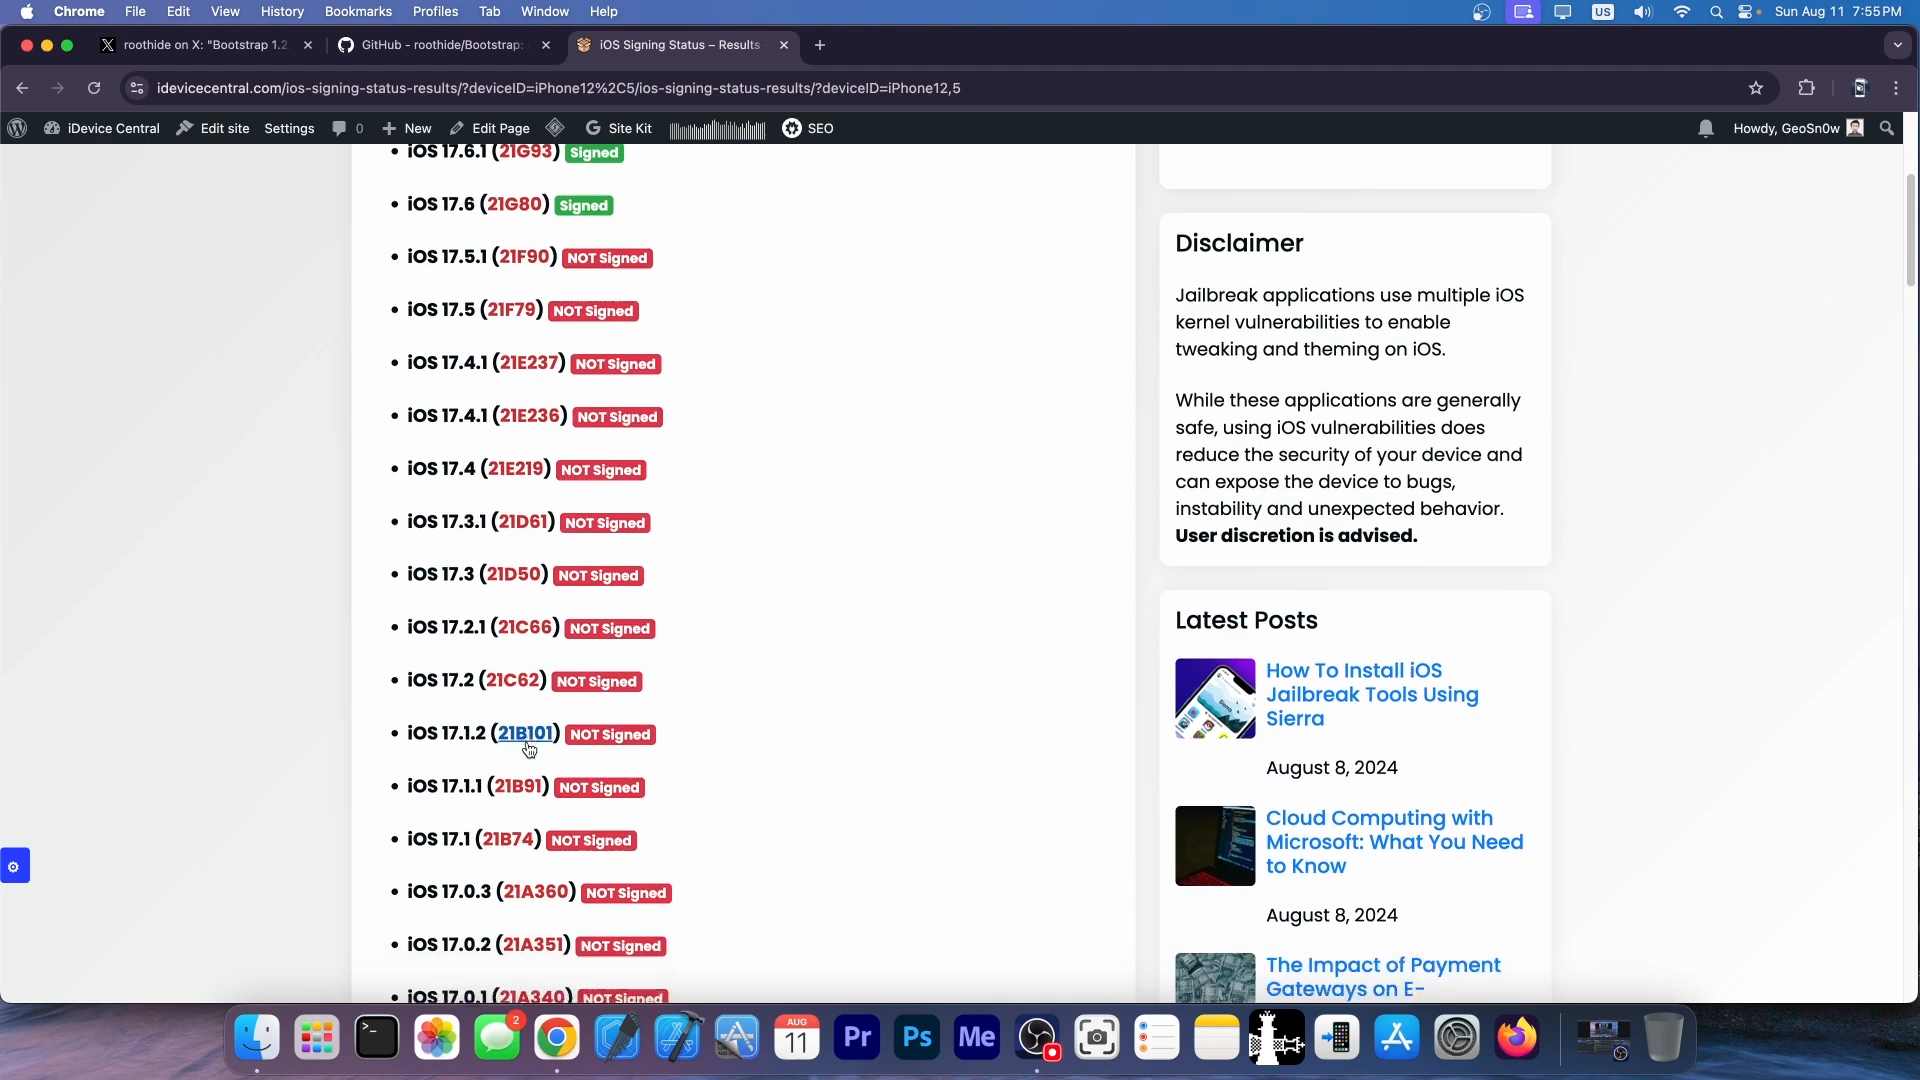 Chrome File Edit View History Bookmarks Profiles Tab Window Help US Sun Aug 11 7:55 PM
roothide on X: "Bootstrap 1.2 GitHub - roothide/Bootstrap: iOS Signing Status – Results
idevicecentral.com/ios-signing-status-results/?deviceID=iPhone12%2C5/ios-signing-status-results/?deviceID=iPhone12,5
iDevice Central Edit site Settings 0 New Edit Page Site Kit SEO Howdy, GeoSn0w
• iOS 17.6.1 (21G93) Signed
• iOS 17.6 (21G80) Signed
• iOS 17.5.1 (21F90) NOT Signed
• iOS 17.5 (21F79) NOT Signed
• iOS 17.4.1 (21E237) NOT Signed
• iOS 17.4.1 (21E236) NOT Signed
• iOS 17.4 (21E219) NOT Signed
• iOS 17.3.1 (21D61) NOT Signed
• iOS 17.3 (21D50) NOT Signed
• iOS 17.2.1 (21C66) NOT Signed
• iOS 17.2 (21C62) NOT Signed
• iOS 17.1.2 (21B101) NOT Signed
• iOS 17.1.1 (21B91) NOT Signed
• iOS 17.1 (21B74) NOT Signed
• iOS 17.0.3 (21A360) NOT Signed
• iOS 17.0.2 (21A351) NOT Signed
• iOS 17.0.1 (21A340) NOT Signed
Disclaimer
Jailbreak applications use multiple iOS
kernel vulnerabilities to enable
tweaking and theming on iOS.
While these applications are generally
safe, using iOS vulnerabilities does
reduce the security of your device and
can expose the device to bugs,
instability and unexpected behavior.
User discretion is advised.
Latest Posts
How To Install iOS
Jailbreak Tools Using
Sierra
August 8, 2024
Cloud Computing with
Microsoft: What You Need
to Know
August 8, 2024
The Impact of Payment
Gateways on E-
2
AUG
11
Pr Ps Me